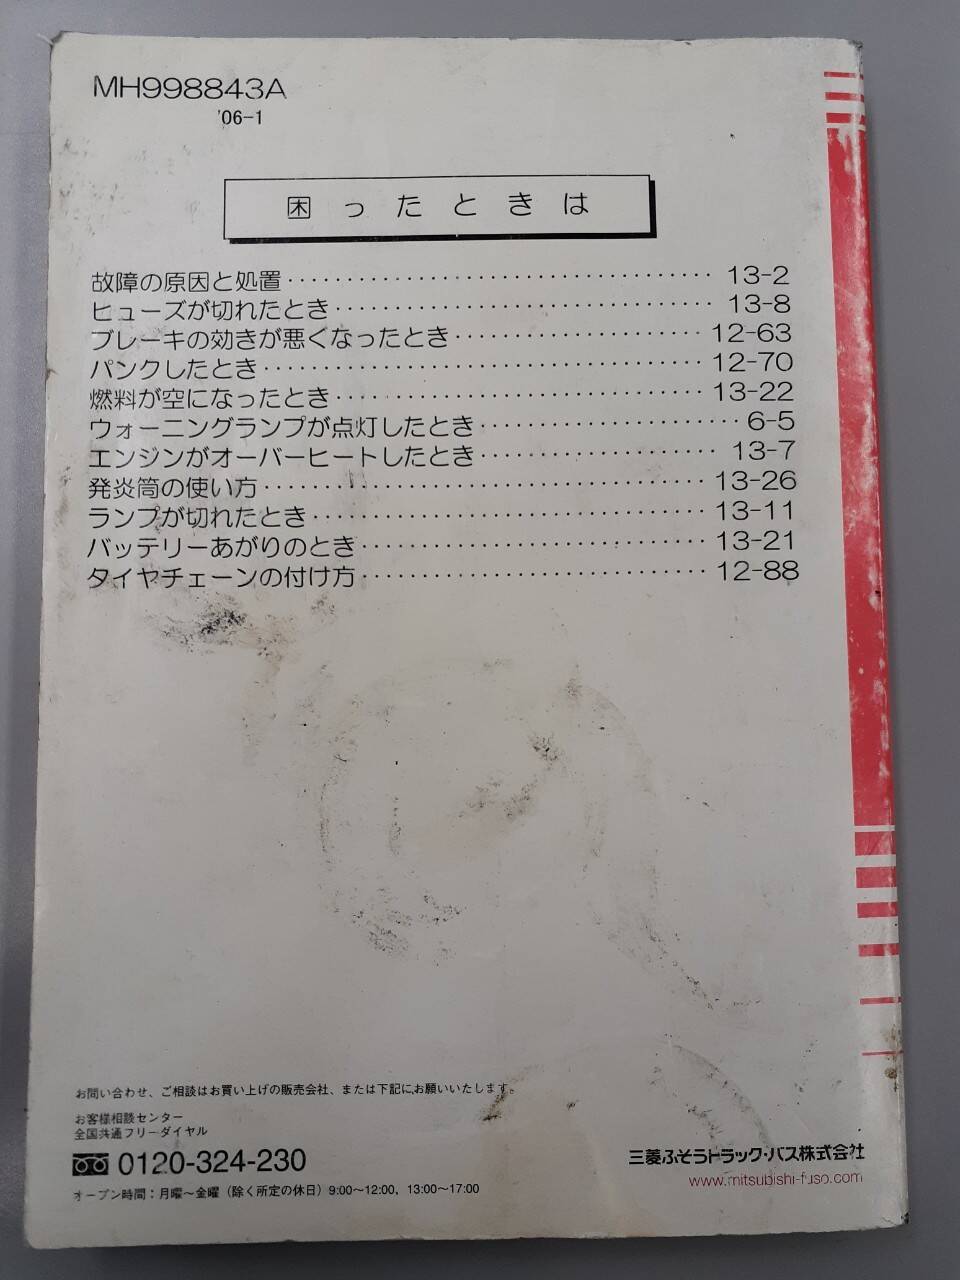 MH998843A
'06-1
困ったときは
故障の原因と処置・・・・・・・・・・・・・・・・・・・・13-2
ヒューズが切れたとき・・・・・・・・・・・・・・・・・・・・13-8
ブレーキの効きが悪くなったとき・・・・・・・・・・・・・・・・・・・・12-63
パンクしたとき・・・・・・・・・・・・・・・・・・・・12-70
燃料が空になったとき・・・・・・・・・・・・・・・・・・・・13-22
ウォーニングランプが点灯したとき・・・・・・・・・・・・・・・・・・・・6-5
エンジンがオーバーヒートしたとき・・・・・・・・・・・・・・・・・・・・13-7
発炎筒の使い方・・・・・・・・・・・・・・・・・・・・13-26
ランプが切れたとき・・・・・・・・・・・・・・・・・・・・13-11
バッテリーあがりのとき・・・・・・・・・・・・・・・・・・・・13-21
タイヤチェーンの付け方・・・・・・・・・・・・・・・・・・・・12-88
お問い合わせ、ご相談はお買い上げの販売会社、または下記にお願いいたします。
お客様相談センター
全国共通フリーダイヤル
0120-324-230
オープン時間：月曜～金曜（除く所定の休日）9:00～12:00，13:00～17:00
三菱ふそうトラック・バス株式会社
www.mitsubishi-fuso.com